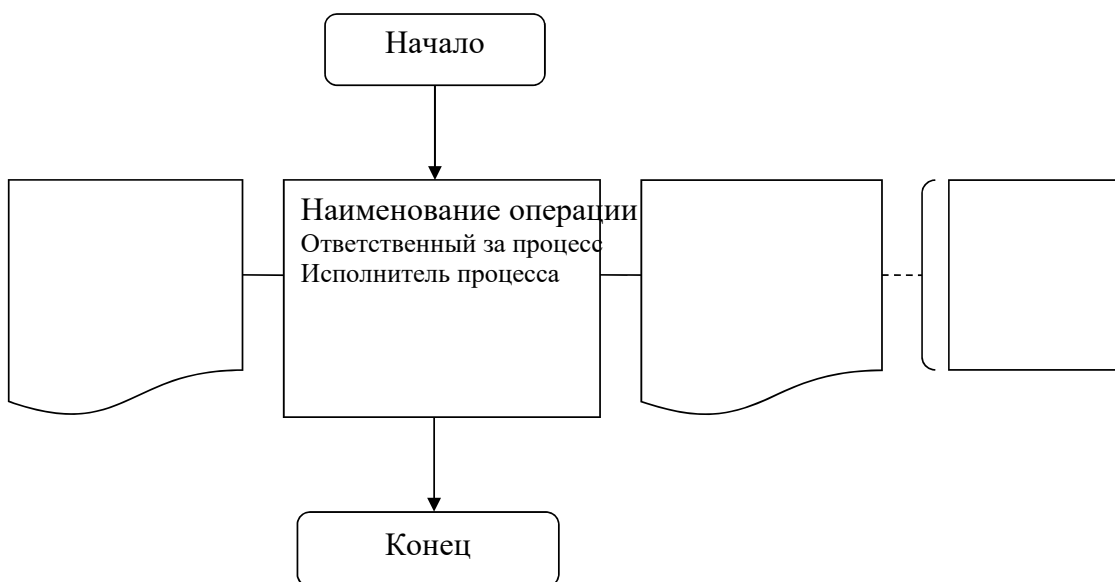 Начало
Наименование операции
Ответственный за процесс
Исполнитель процесса
Конец